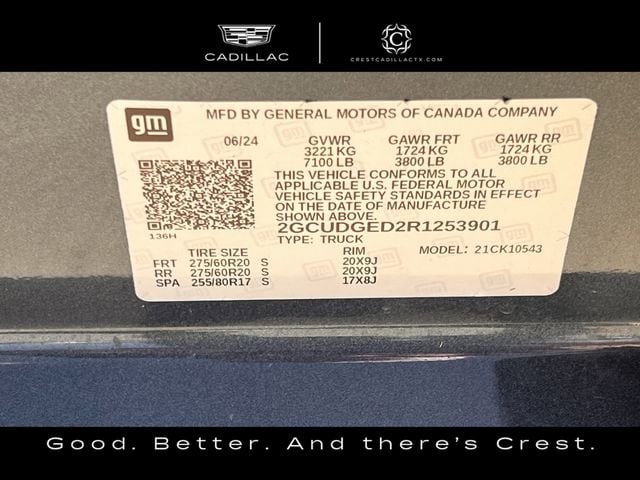 CADILLAC
C
CRESTCADILLACTX.COM
gm
MFD BY GENERAL MOTORS OF CANADA COMPANY
06/24 GVWR GAWR FRT GAWR RR
3221 KG 1724 KG 1724 KG
7100 LB 3800 LB 3800 LB
THIS VEHICLE CONFORMS TO ALL
APPLICABLE U.S. FEDERAL MOTOR
VEHICLE SAFETY STANDARDS IN EFFECT
ON THE DATE OF MANUFACTURE
SHOWN ABOVE.
2GCUDGED2R1253901
136H
TYPE: TRUCK MODEL: 21CK10543
TIRE SIZE RIM
FRT 275/60R20 S 20X9J
RR 275/60R20 S 20X9J
SPA 255/80R17 S 17X8J
Good. Better. And there's Crest.